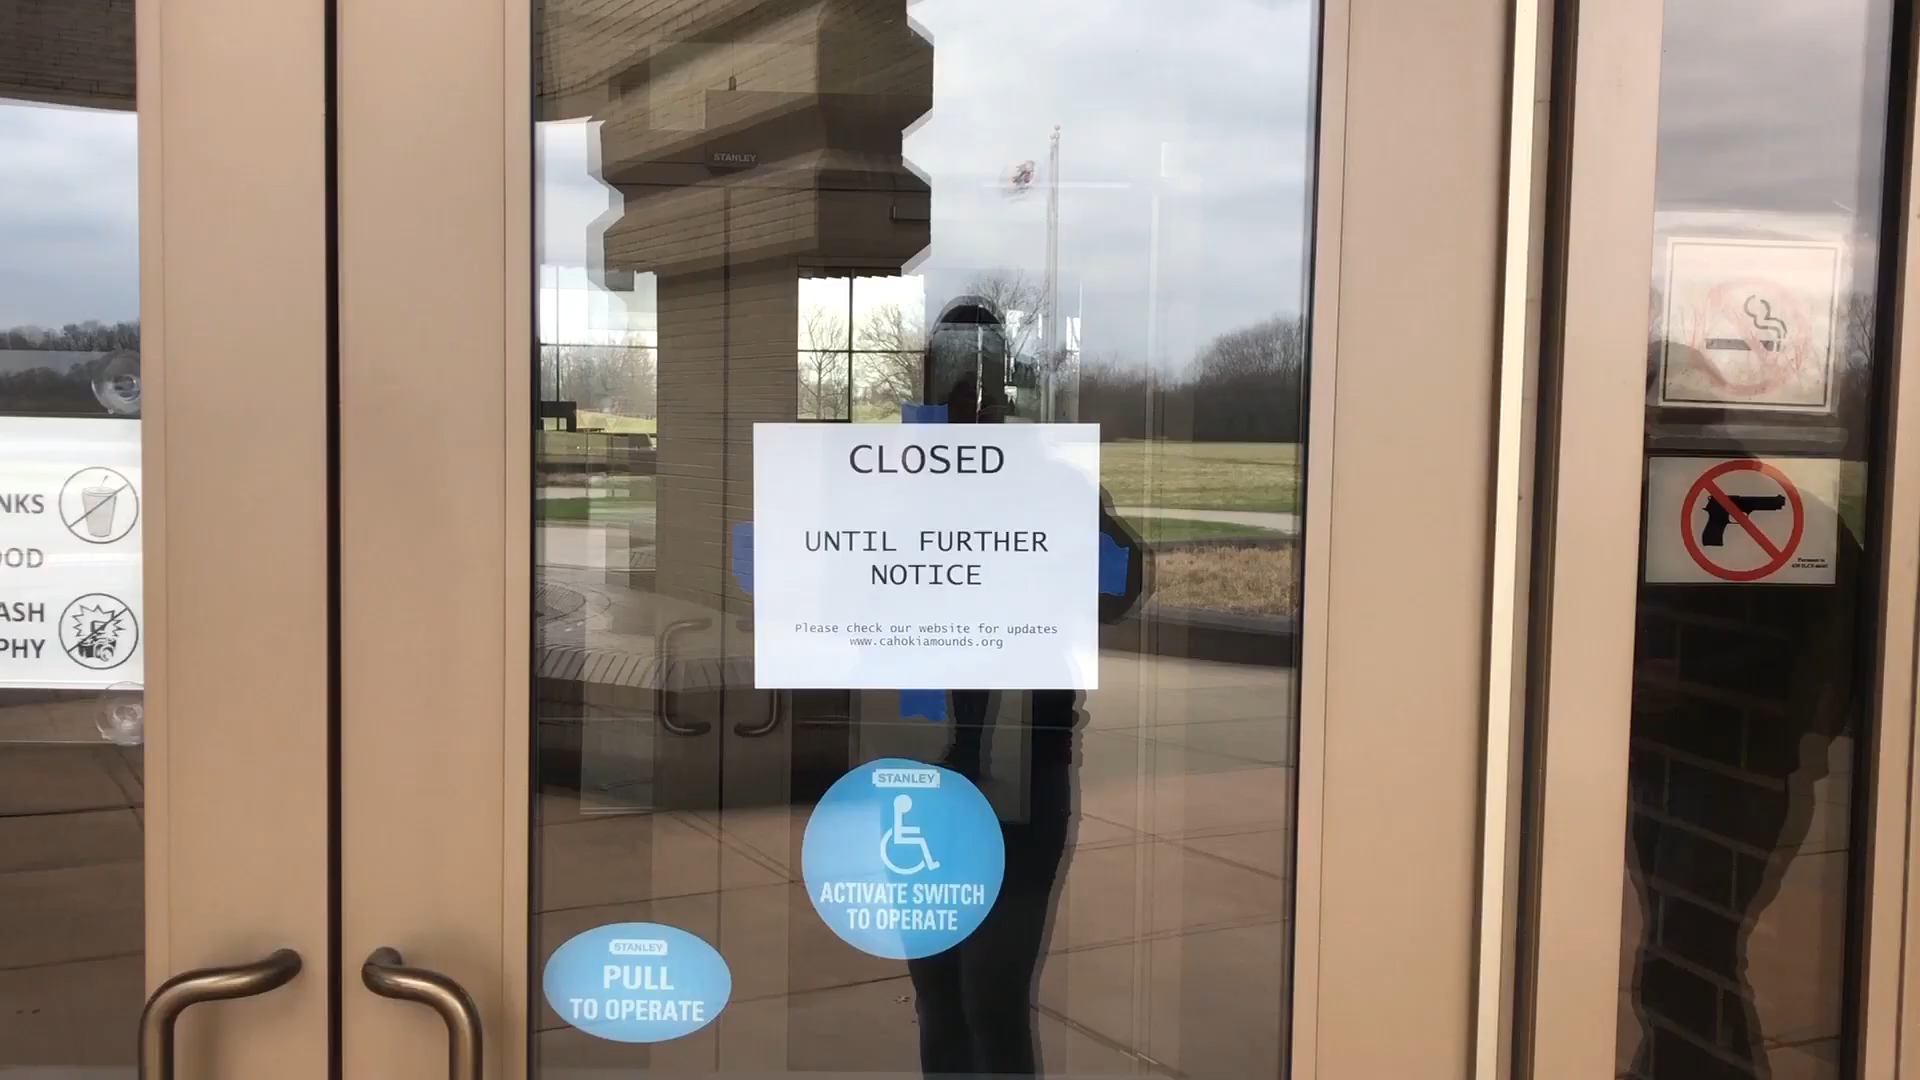 STANLEY
NKS
OOD
ASH
PHY
CLOSED
UNTIL FURTHER
NOTICE
Please check our website for updates
www.cahokiamounds.org
STANLEY
ACTIVATE SWITCH
TO OPERATE
STANLEY
PULL
TO OPERATE